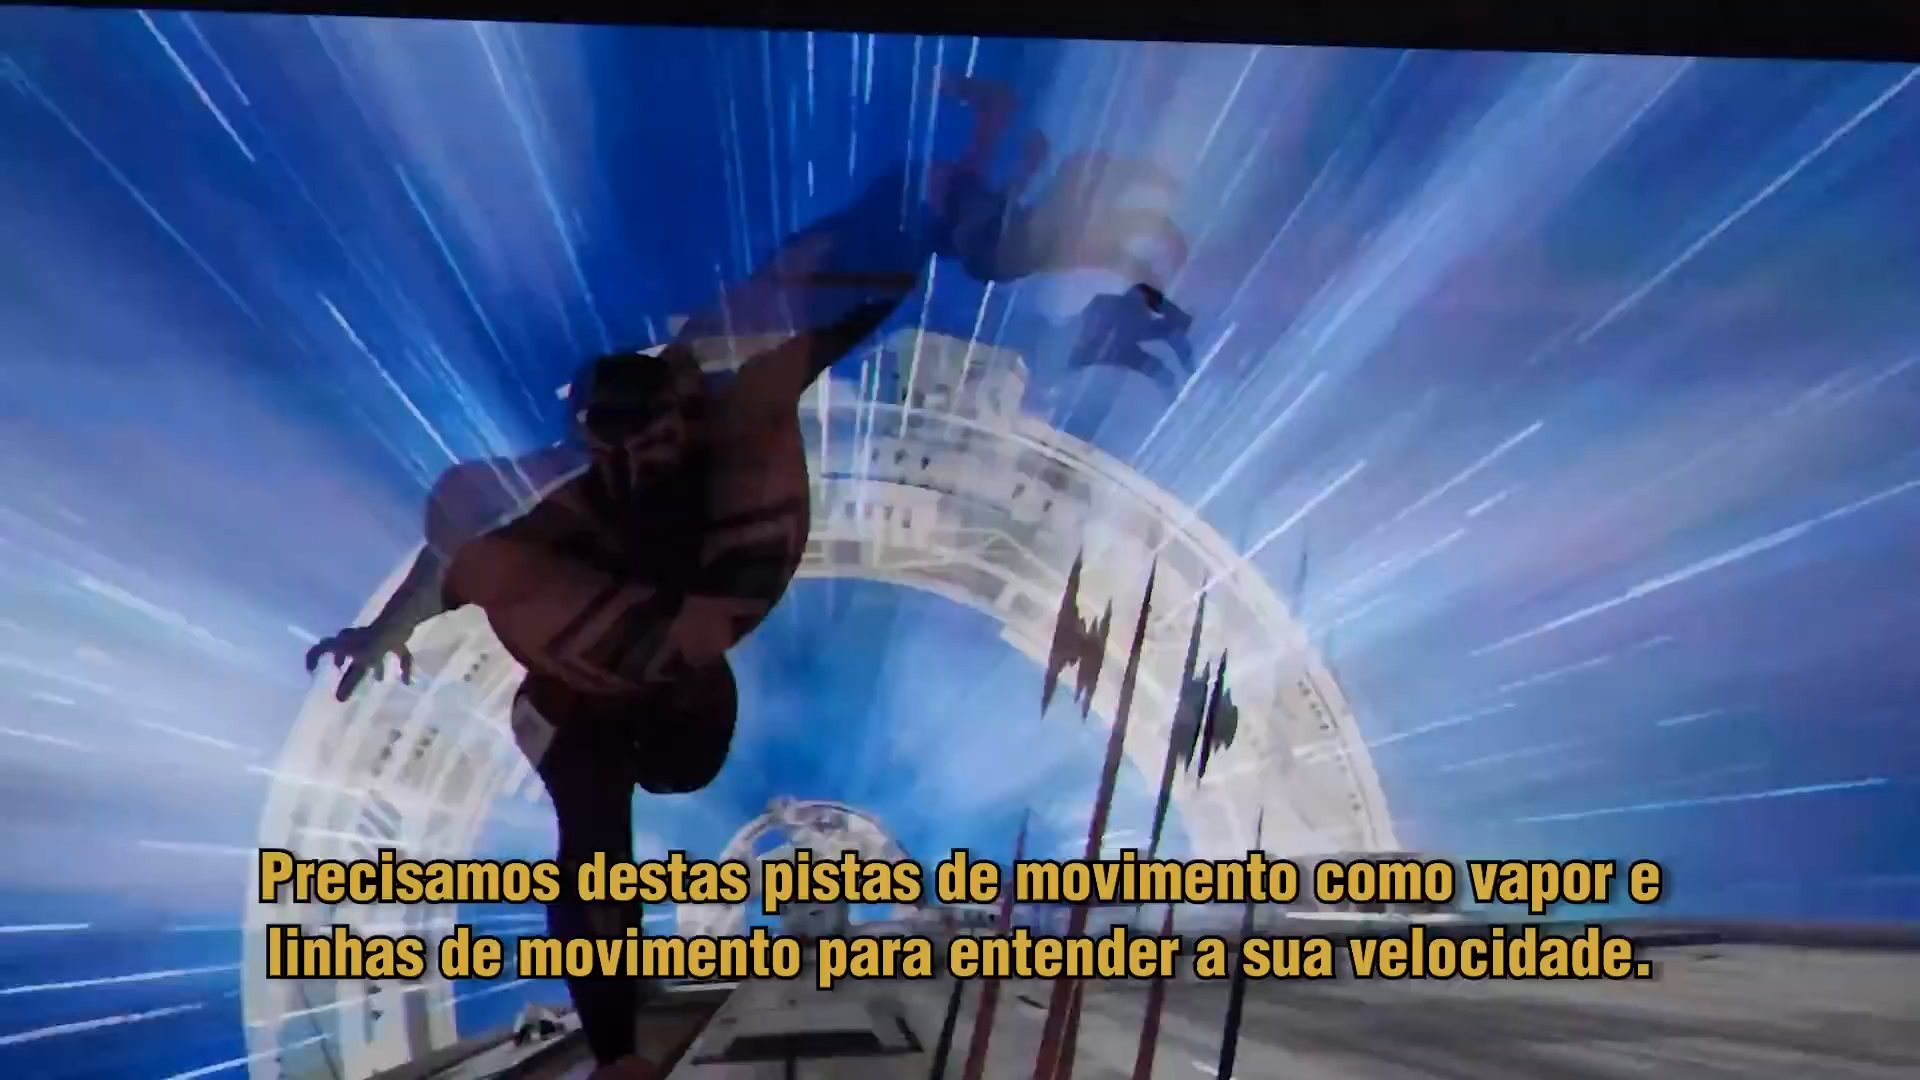 Precisamos destas pistas de movimento como vapor e
linhas de movimento para entender a sua velocidade.